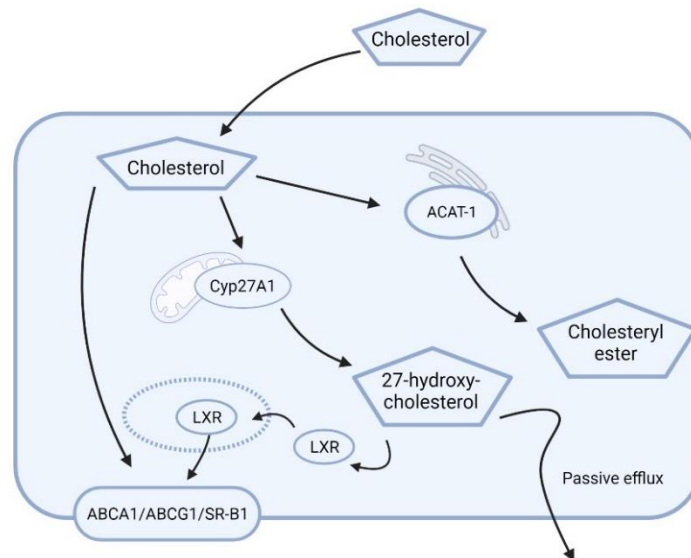 Cholesterol
Cholesterol
ACAT-1
Cyp27A1
Cholesteryl
ester
27-hydroxy-
cholesterol
LXR
LXR
Passive efflux
ABCA1/ABCG1/SR-B1